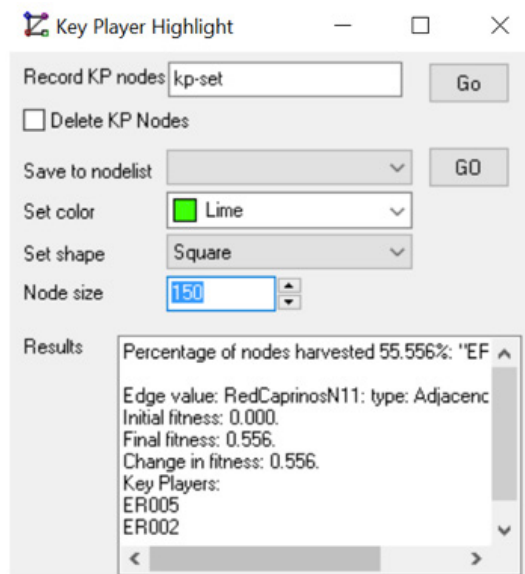 Key Player Highlight
Record KP nodes kp-set Go
Delete KP Nodes
Save to nodelist GO
Set color Lime
Set shape Square
Node size 150
Results
Percentage of nodes harvested 55.556%: "EF
Edge value: RedCaprinosN11: type: Adjacenc
Initial fitness: 0.000.
Final fitness: 0.556.
Change in fitness: 0.556.
Key Players:
ER005
ER002